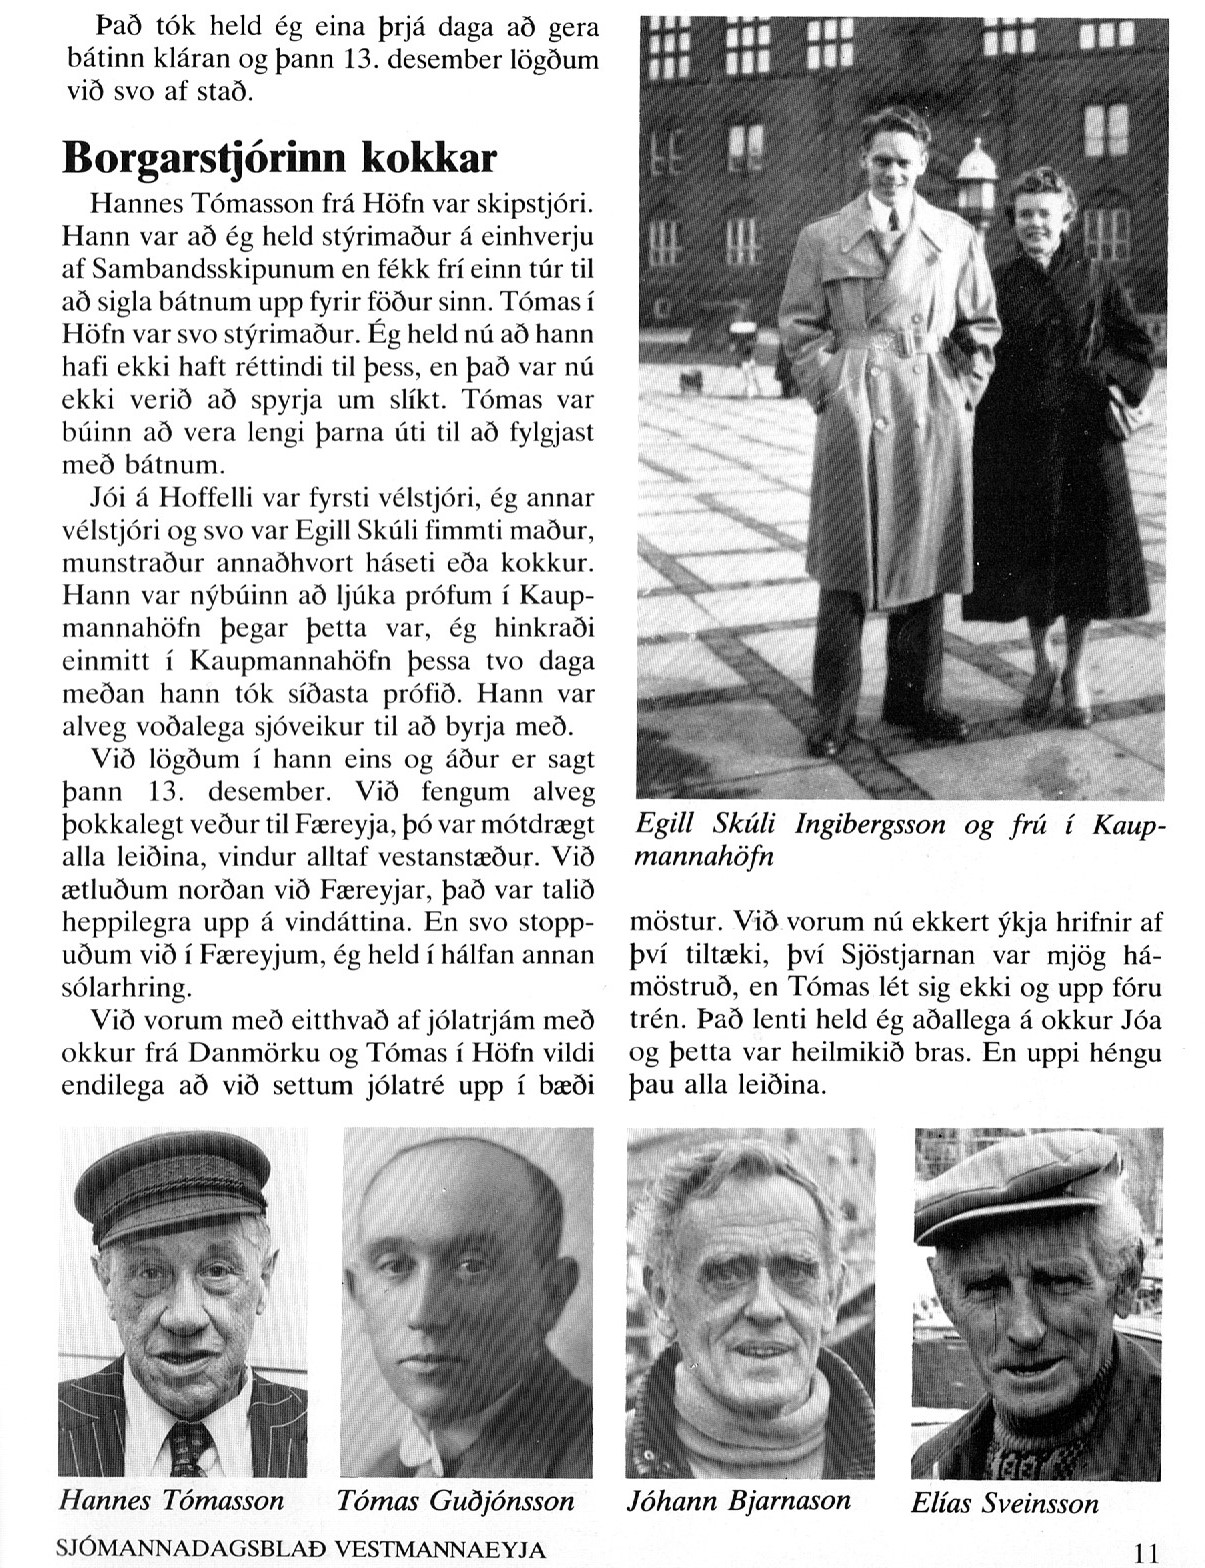 Það tók held ég eina þrjá daga að gera
bátinn kláran og þann 13. desember lögðum
við svo af stað.
Borgarstjórinn kokkar
Hannes Tómasson frá Höfn var skipstjóri.
Hann var að ég held stýrimaður á einhverju
af Sambandsskipunum en fékk frí einn túr til
að sigla bátnum upp fyrir föður sinn. Tómas í
Höfn var svo stýrimaður. Ég held nú að hann
hafi ekki haft réttindi til þess, en það var nú
ekki verið að spyrja um slíkt. Tómas var
búinn að vera lengi þarna úti til að fylgjast
með bátnum.
Jói á Hoffelli var fyrsti vélstjóri, ég annar
vélstjóri og svo var Egill Skúli fimmti maður,
munstraður annaðhvort háseti eða kokkur.
Hann var nýbúinn að ljúka prófum í Kaup-
mannahöfn þegar þetta var, ég hinkraði
einmitt í Kaupmannahöfn þessa tvo daga
meðan hann tók síðasta prófið. Hann var
alveg voðalega sjóveikur til að byrja með.
Við lögðum í hann eins og áður er sagt
þann 13. desember. Við fengum alveg
þokkalegt veður til Færeyja, þó var mótdrægt
alla leiðina, vindur alltaf vestanstæður. Við
ætluðum norðan við Færeyjar, það var talið
heppilegra upp á vindáttina. En svo stopp-
uðum við í Færeyjum, ég held í hálfan annan
sólarhring.
Við vorum með eitthvað af jólatrjám með
okkur frá Danmörku og Tómas í Höfn vildi
endilega að við settum jólatré upp í bæði
Egill Skúli Ingibergsson og frú í Kaup-
mannahöfn
möstur. Við vorum nú ekkert ýkja hrifnir af
því tiltæki, því Sjöstjarnan var mjög há-
möstruð, en Tómas lét sig ekki og upp fóru
trén. Það lenti held ég aðallega á okkur Jóa
og þetta var heilmikið bras. En uppi héngu
þau alla leiðina.
Hannes Tómasson
Tómas Guðjónsson
Jóhann Bjarnason
Elías Sveinsson
SJÓMANNADAGSBLAÐ VESTMANNAEYJA
11